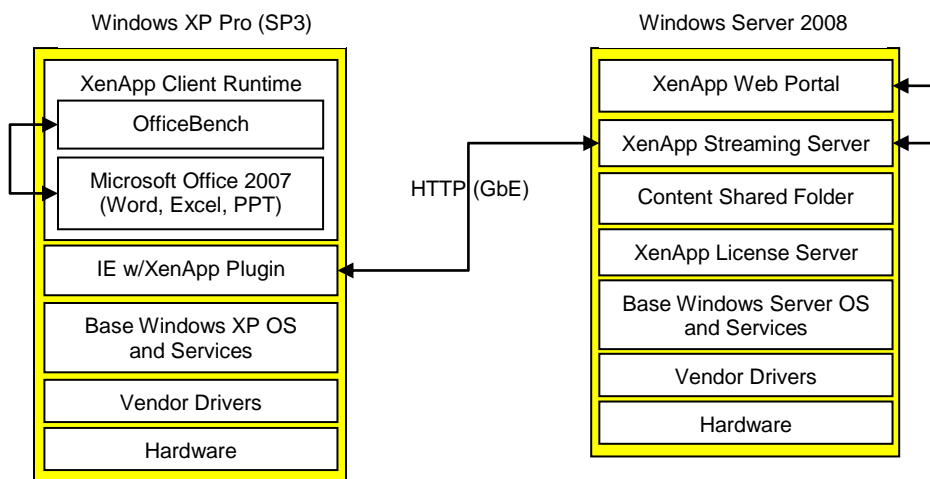 Windows XP Pro (SP3)
XenApp Client Runtime
OfficeBench
Microsoft Office 2007
(Word, Excel, PPT)
IE w/XenApp Plugin
Base Windows XP OS
and Services
Vendor Drivers
Hardware
HTTP (GbE)
Windows Server 2008
XenApp Web Portal
XenApp Streaming Server
Content Shared Folder
XenApp License Server
Base Windows Server OS
and Services
Vendor Drivers
Hardware